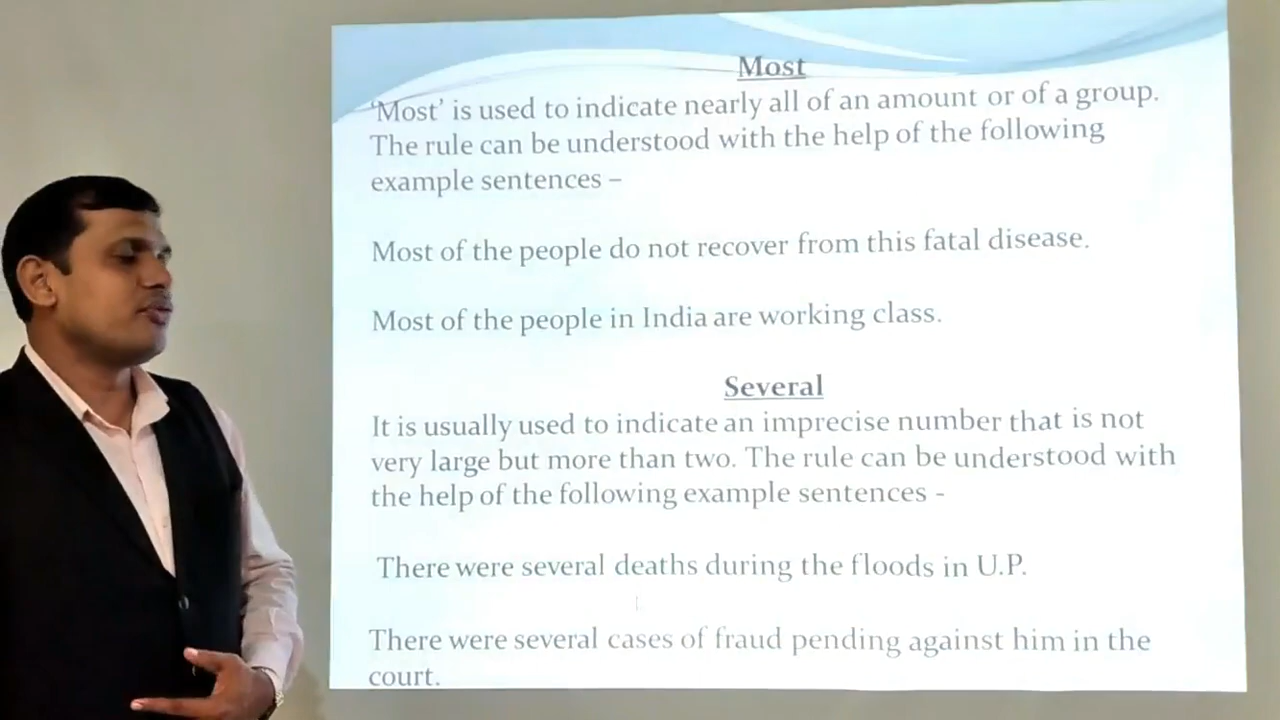 Most
‘Most’ is used to indicate nearly all of an amount or of a group.
The rule can be understood with the help of the following
example sentences –
Most of the people do not recover from this fatal disease.
Most of the people in India are working class.
Several
It is usually used to indicate an imprecise number that is not
very large but more than two. The rule can be understood with
the help of the following example sentences -
There were several deaths during the floods in U.P.
There were several cases of fraud pending against him in the
court.